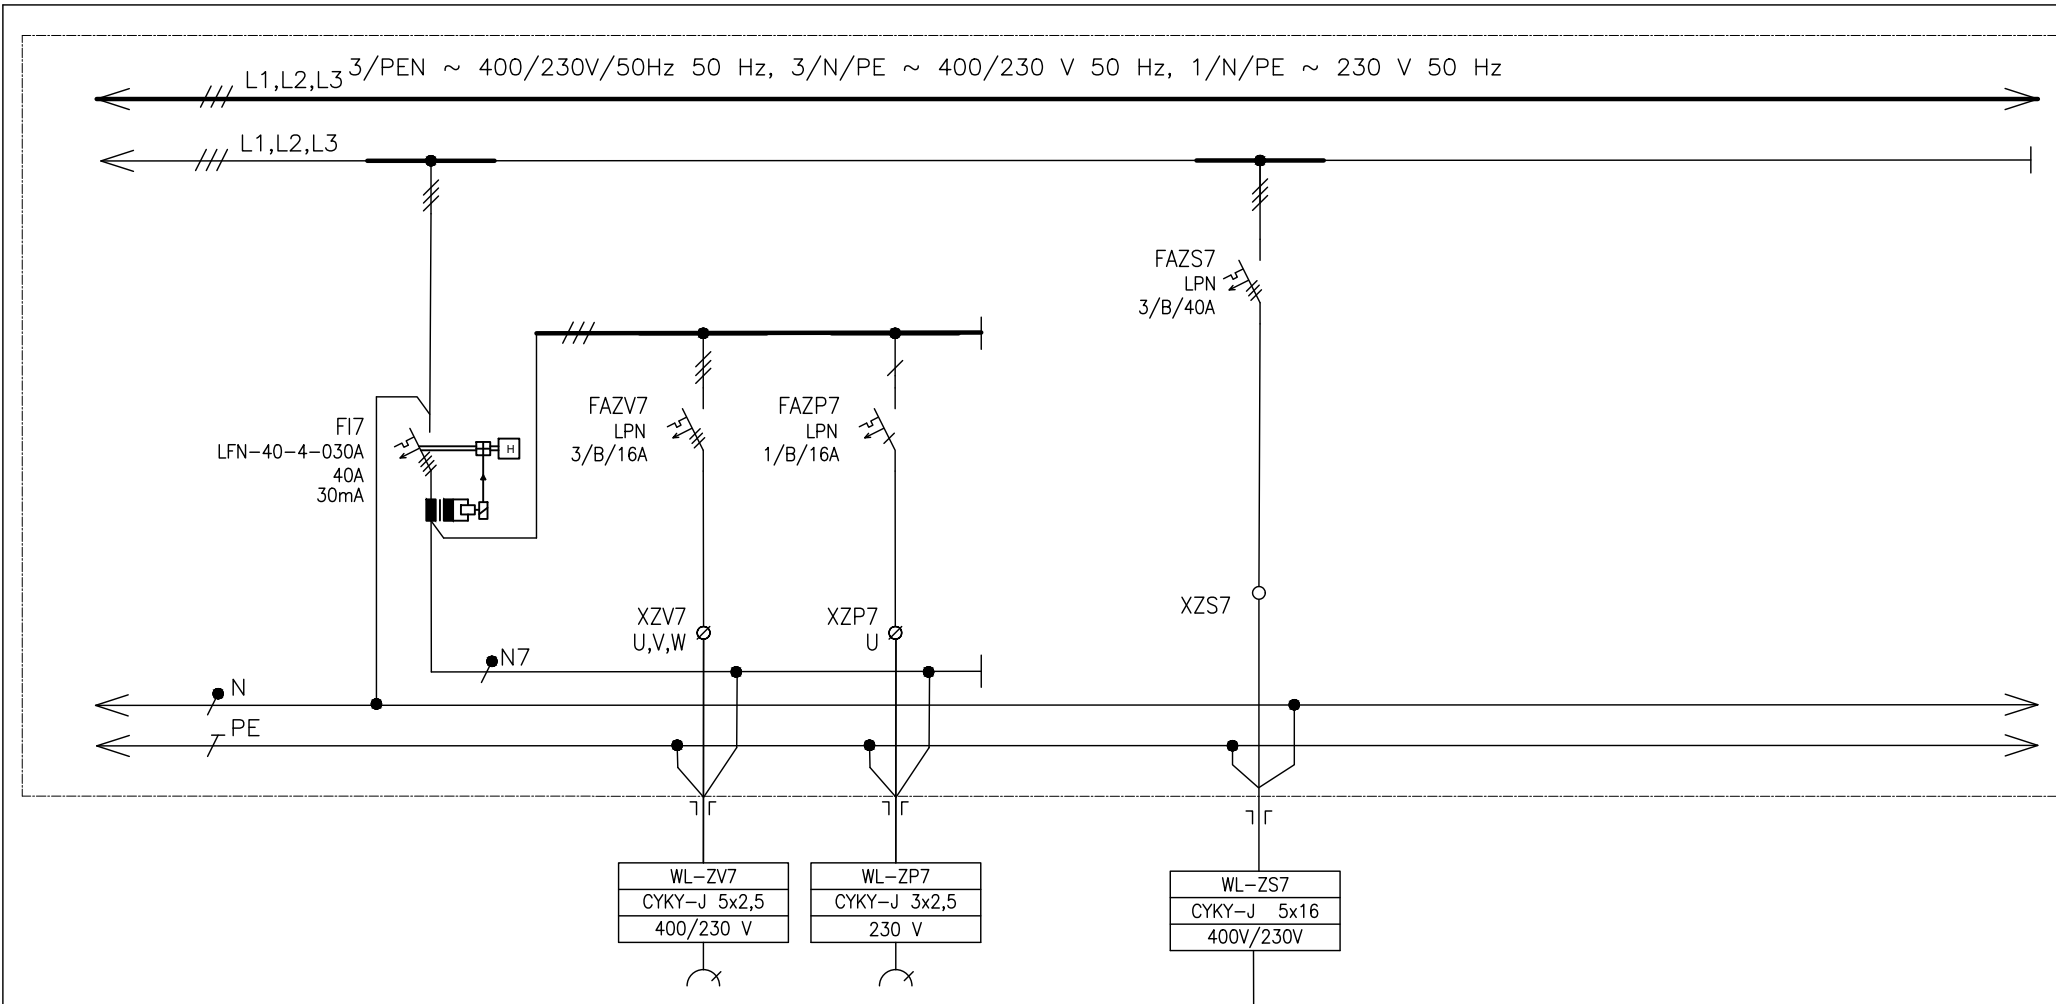 3/PEN ~ 400/230V/50Hz 50 Hz, 3/N/PE ~ 400/230 V 50 Hz, 1/N/PE ~ 230 V 50 Hz
L1,L2,L3
L1,L2,L3
FAZS7
LPN
3/B/40A
FI7
LFN-40-4-030A
40A
30mA
H
FAZV7
LPN
3/B/16A
FAZP7
LPN
1/B/16A
XZV7
U,V,W
XZP7
U
XZS7
N7
N
PE
WL-ZV7
CYKY-J 5x2,5
400/230 V
WL-ZP7
CYKY-J 3x2,5
230 V
WL-ZS7
CYKY-J 5x16
400V/230V